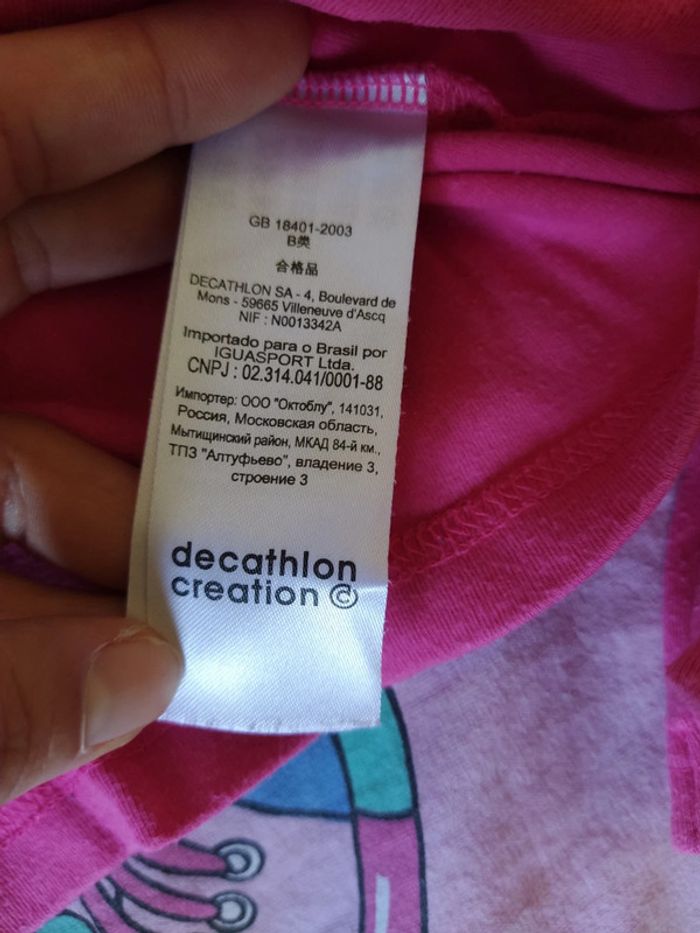 GB 18401-2003
B类
合格品
DECATHLON SA - 4, Boulevard de
Mons - 59665 Villeneuve d'Ascq
NIF : N0013342A
Importado para o Brasil por
IGUASPORT Ltda.
CNPJ : 02.314.041/0001-88
Импортер: ООО "Октоблу", 141031,
Россия, Московская область,
Мытищинский район, МКАД 84-й км.,
ТПЗ "Алтуфьево", владение 3,
строение 3
decathlon
creation ©